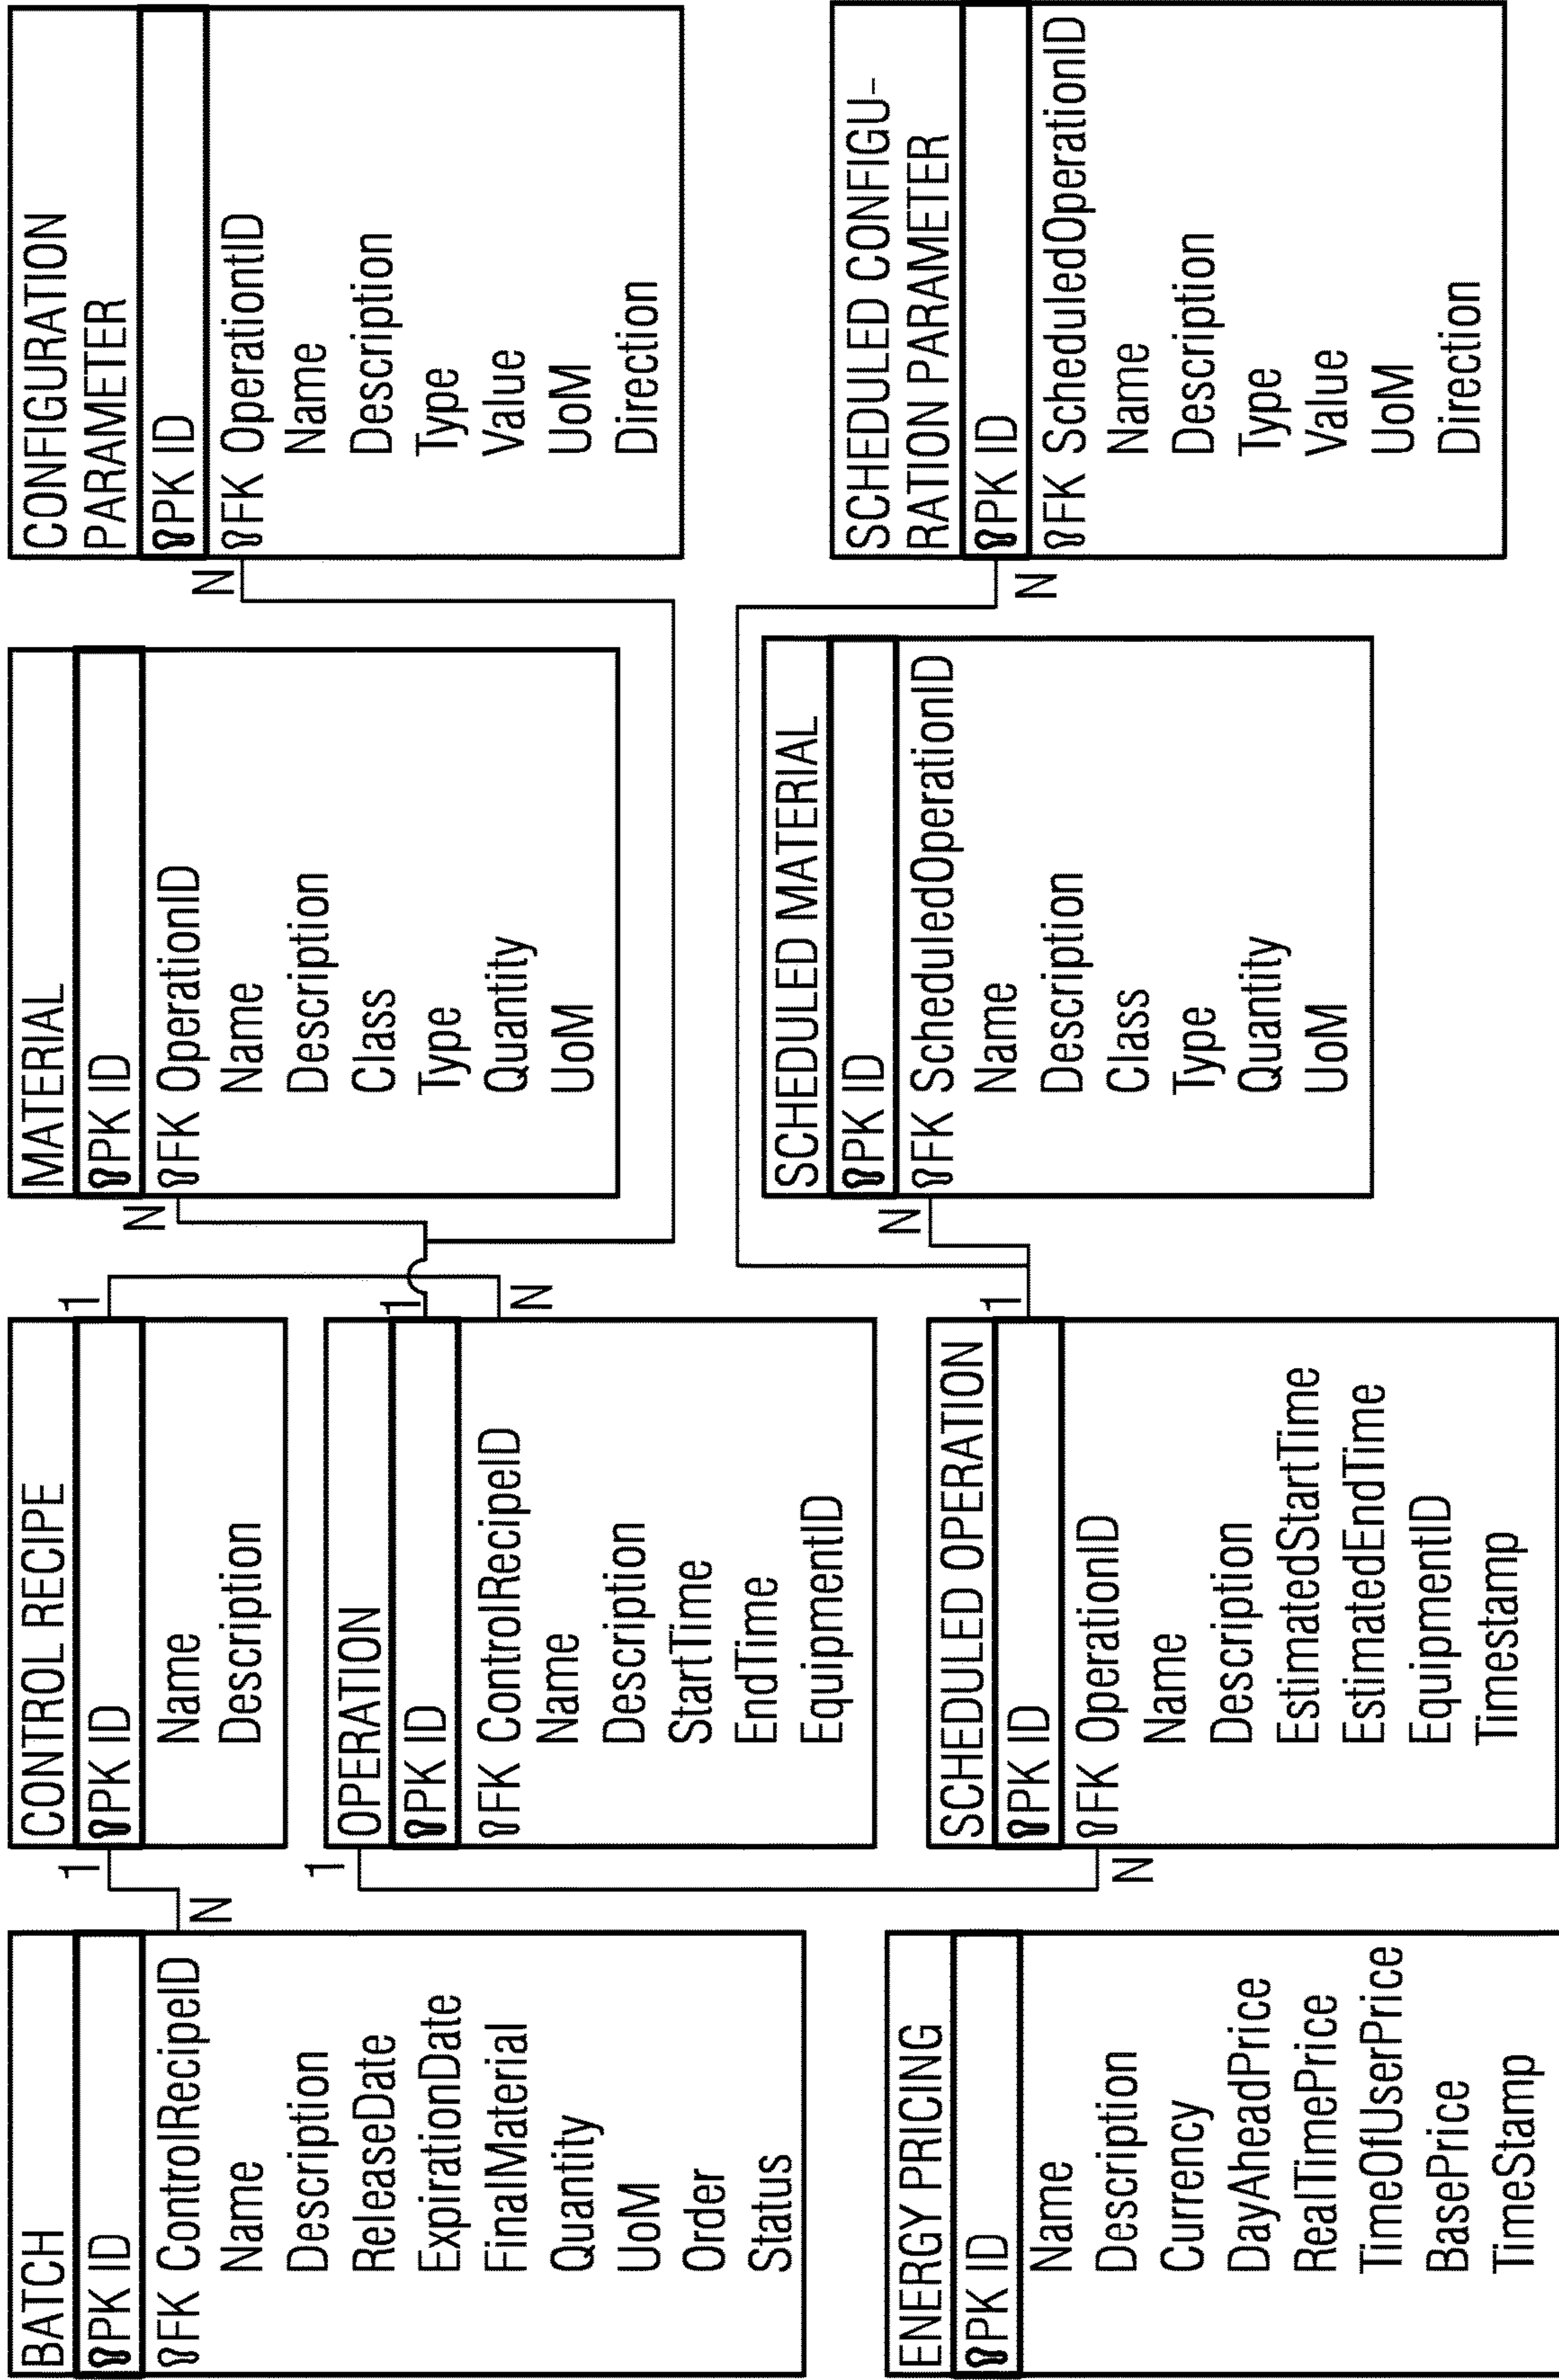 BATCH
PK ID
FK ControlRecipeID
Name
Description
ReleaseDate
ExpirationDate
FinalMaterial
Quantity
UoM
Order
Status
N
1
CONTROL RECIPE
PK ID
Name
Description
1
N
1
1
OPERATION
PK ID
FK ControlRecipeID
Name
Description
StartTime
EndTime
EquipmentID
N
MATERIAL
PK ID
FK OperationID
Name
Description
Class
Type
Quantity
UoM
N
CONFIGURATION
PARAMETER
PK ID
FK OperationtID
Name
Description
Type
Value
UoM
Direction
ENERGY PRICING
PK ID
Name
Description
Currency
DayAheadPrice
RealTimePrice
TimeOfUserPrice
BasePrice
TimeStamp
N
1
SCHEDULED OPERATION
PK ID
FK OperationID
Name
Description
EstimatedStartTime
EstimatedEndTime
EquipmentID
Timestamp
N
SCHEDULED MATERIAL
PK ID
FK ScheduledOperationID
Name
Description
Class
Type
Quantity
UoM
N
SCHEDULED CONFIGU-
RATION PARAMETER
PK ID
FK ScheduledOperationID
Name
Description
Type
Value
UoM
Direction